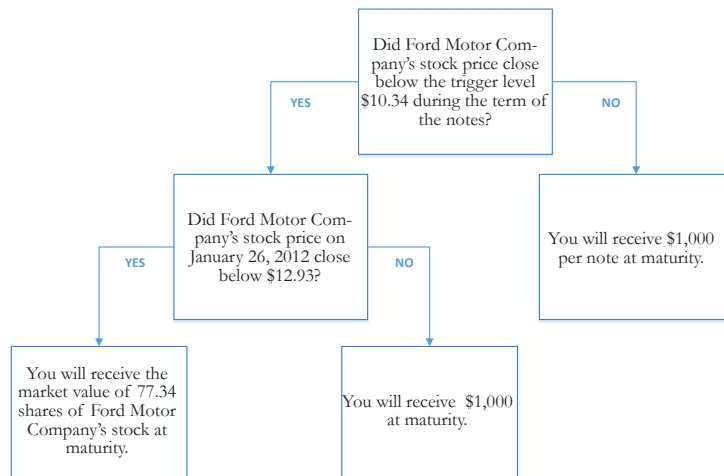 Did Ford Motor Com-
pany's stock price close
below the trigger level
$10.34 during the term of
the notes?
YES
NO
Did Ford Motor Com-
pany's stock price on
January 26, 2012 close
below $12.93?
You will receive $1,000
per note at maturity.
YES
NO
You will receive the
market value of 77.34
shares of Ford Motor
Company's stock at
maturity.
You will receive $1,000
at maturity.